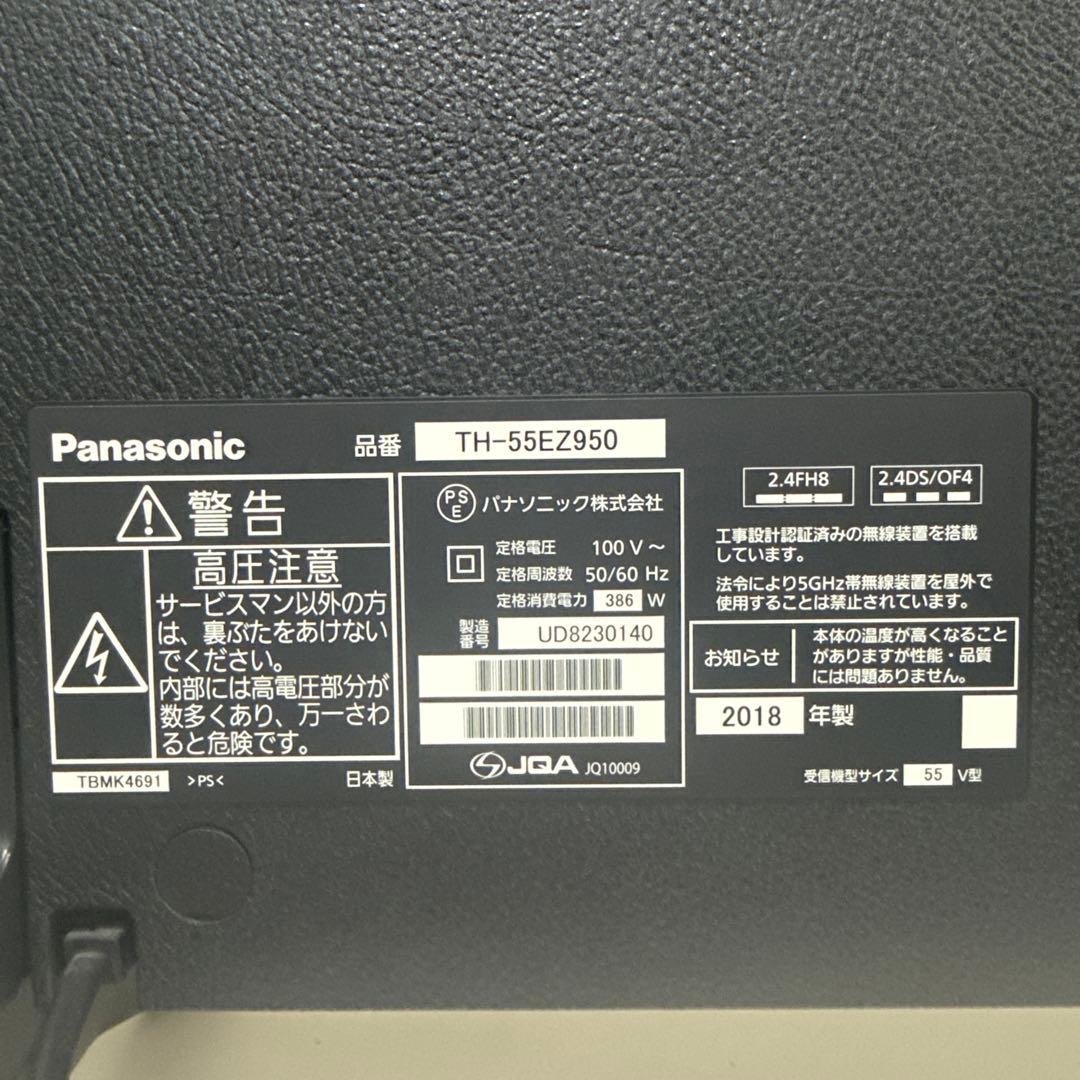 Panasonic
品番 TH-55EZ950
警告
高圧注意
サービスマン以外の方
は、裏ぶたをあけない
でください。
内部には高電圧部分が
数多くあり、万一さわ
ると危険です。
TBMK4691 >PS< 日本製
PSE パナソニック株式会社
定格電圧 100 V ～
定格周波数 50/60 Hz
定格消費電力 386 W
製造
番号 UD8230140
JQA JQ10009
2.4FH8 2.4DS/OF4
工事設計認証済みの無線装置を搭載
しています。
法令により5GHz帯無線装置を屋外で
使用することは禁止されています。
お知らせ
本体の温度が高くなること
がありますが性能・品質
には問題ありません。
2018 年製
受信機型サイズ 55 V型